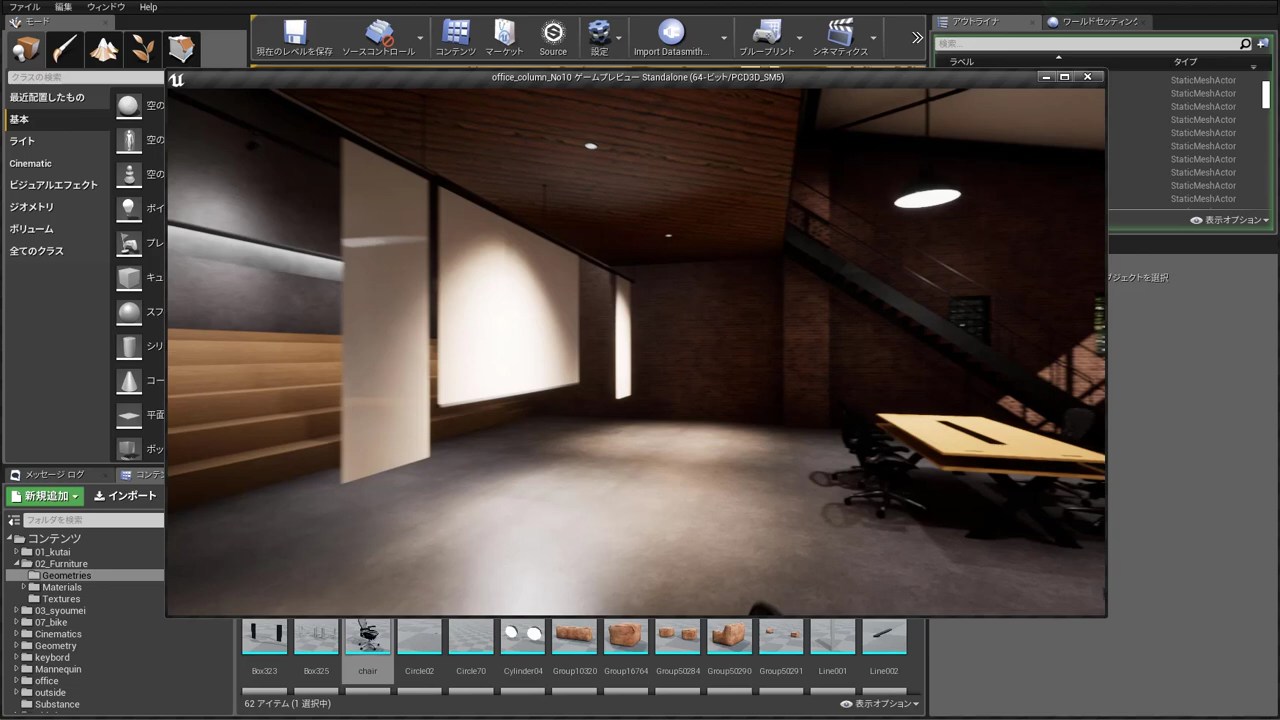 ファイル 編集 ウィンドウ Help
モード
現在のレベルを保存 ソースコントロール コンテンツ マーケット Source 設定 Import Datasmith... ブループリント シネマティクス
アウトライナ ワールドセッティング
検索...
ラベル タイプ
クラスの検索
office_column_No10 ゲームプレビュー Standalone (64-ビット/PCD3D_SM5)
最近配置したもの
基本
ライト
Cinematic
ビジュアルエフェクト
ジオメトリ
ボリューム
全てのクラス
空の
空の
空の
ポイ
プレ
キュ
スフ
シリ
コー
平面
ボッ
StaticMeshActor
StaticMeshActor
StaticMeshActor
StaticMeshActor
StaticMeshActor
StaticMeshActor
StaticMeshActor
StaticMeshActor
StaticMeshActor
StaticMeshActor
表示オプション
ブジェクトを選択
メッセージ ログ コンテン
新規追加 インポート
フォルダを検索
コンテンツ
01_kutai
02_Furniture
Geometries
Materials
Textures
03_syoumei
07_bike
Cinematics
Geometry
keybord
Mannequin
office
outside
Substance
Box323 Box325 chair Circle02 Circle70 Cylinder04 Group10320 Group16764 Group50284 Group50290 Group50291 Line001 Line002
62 アイテム (1 選択中) 表示オプション